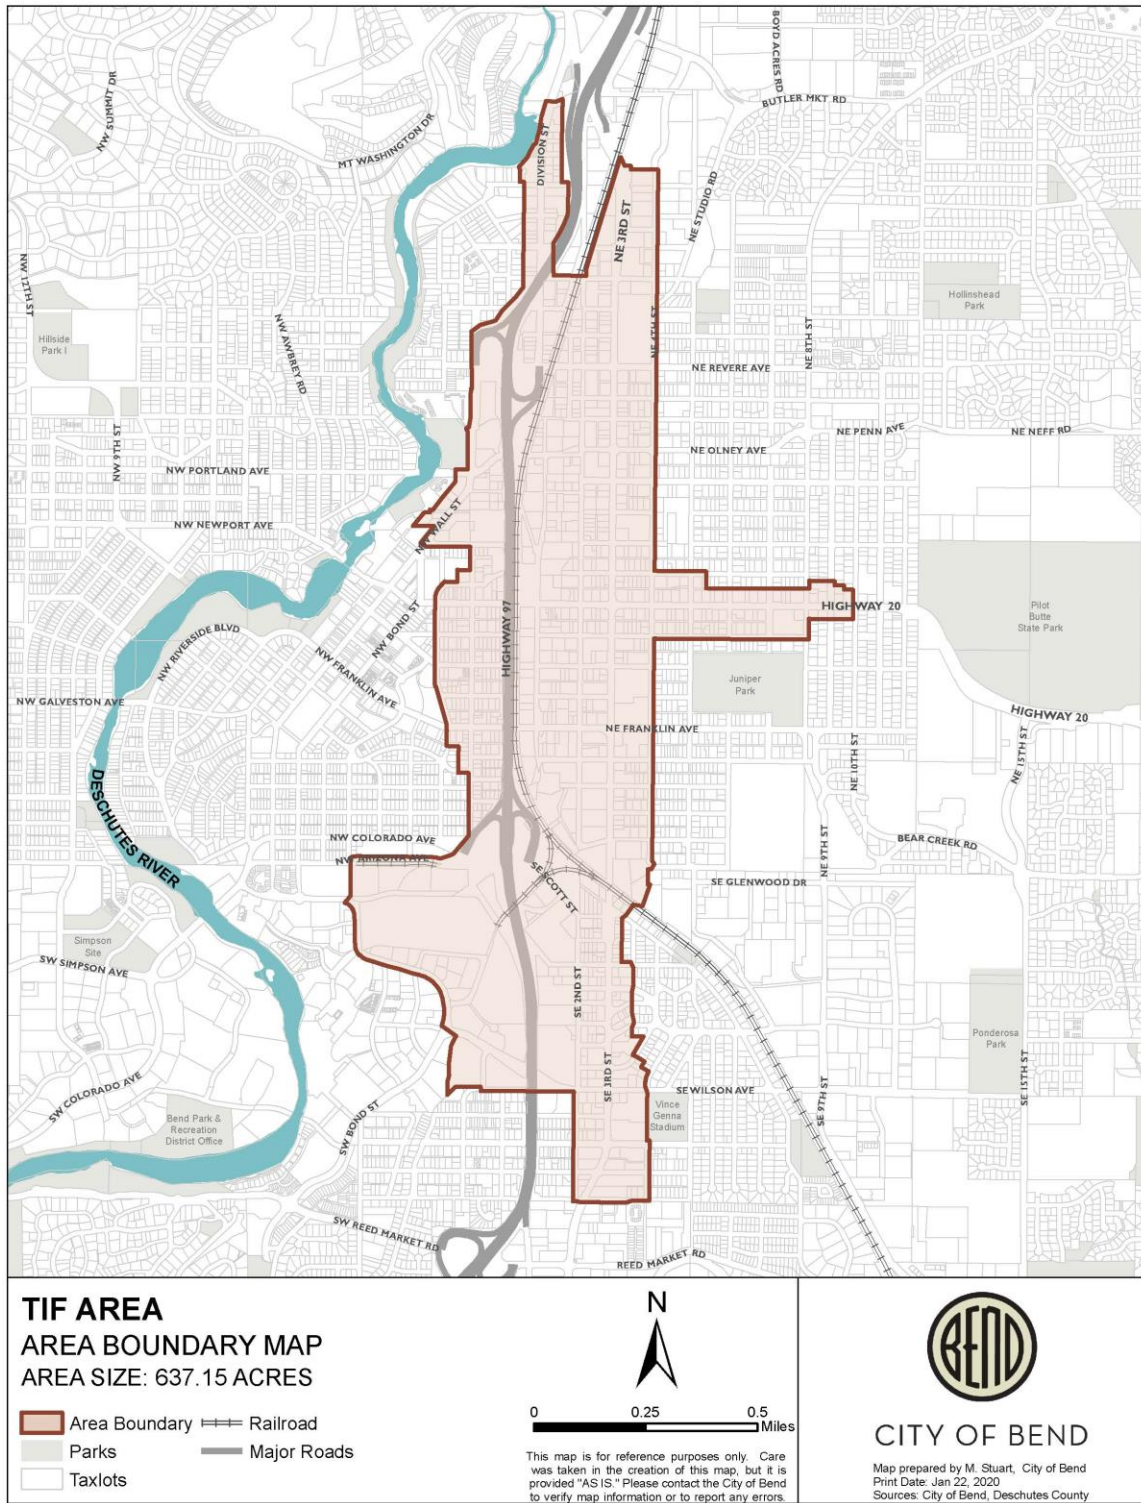 BOYD ACRES RD
BUTLER MKT RD
NW SUMMIT DR
MT WASHINGTON DR
DIVISION ST
NE STUDIO RD
NE 3RD ST
NW 12TH ST
Hollinshead
Park
Hillside
Park I
NW AWBREY RD
NE 4TH ST
NE 8TH ST
NE REVERE AVE
NW 9TH ST
NE PENN AVE
NE NEFF RD
NE OLNEY AVE
NW PORTLAND AVE
NW NEWPORT AVE
NW WALL ST
HIGHWAY 20
Pilot
Butte
State Park
NW BOND ST
HIGHWAY 97
NW RIVERSIDE BLVD
NW FRANKLIN AVE
Juniper
Park
NW GALVESTON AVE
HIGHWAY 20
NE FRANKLIN AVE
NE 10TH ST
NE 15TH ST
DESCHUTES RIVER
NW COLORADO AVE
NW ARIZONA AVE
NE 9TH ST
BEAR CREEK RD
SE SCOTT ST
SE GLENWOOD DR
Simpson
Site
SW SIMPSON AVE
SE 2ND ST
Ponderosa
Park
SW COLORADO AVE
SE 3RD ST
SE WILSON AVE
SE 9TH ST
SE 15TH ST
Bend Park &
Recreation
District Office
SW BOND ST
Vince
Genna
Stadium
SW REED MARKET RD
REED MARKET RD
TIF AREA
AREA BOUNDARY MAP
AREA SIZE: 637.15 ACRES
Area Boundary
Railroad
Parks
Major Roads
Taxlots
N
0 0.25 0.5
Miles
This map is for reference purposes only. Care
was taken in the creation of this map, but it is
provided "AS IS." Please contact the City of Bend
to verify map information or to report any errors.
BEND
CITY OF BEND
Map prepared by M. Stuart, City of Bend
Print Date: Jan 22, 2020
Sources: City of Bend, Deschutes County